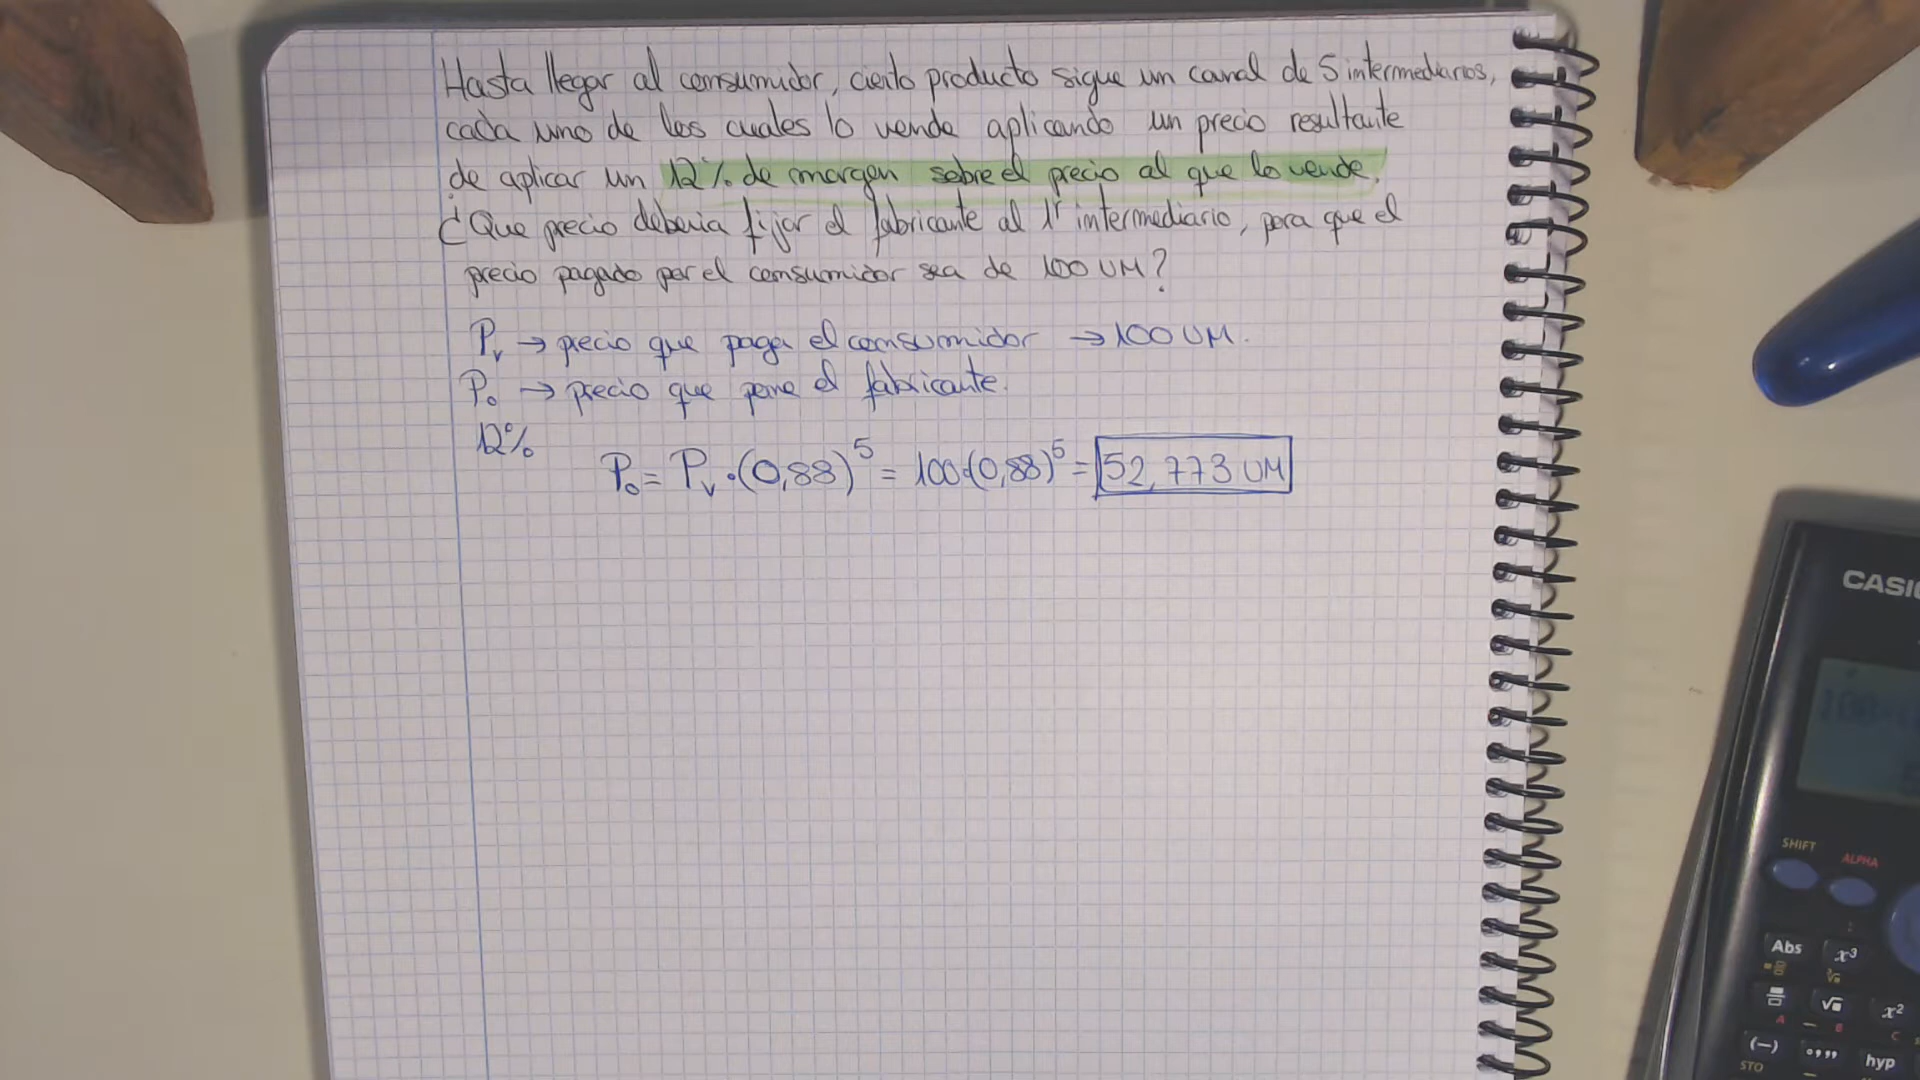 Hasta llegar al consumidor, cierto producto sigue un canal de 5 intermediarios,
cada uno de los cuales lo vende aplicando un precio resultante
de aplicar un 12% de margen sobre el precio al que lo vende.
¿Que precio deberia fijar el fabricante al 1r intermediario, para que el
precio pagado por el consumidor sea de 100 UM?
Pv → precio que paga el consumidor → 100 UM.
P₀ → precio que pone el fabricante.
12%
P₀ = Pv · (0,88)⁵ = 100·(0,88)⁵ = 52,773 UM
CASIO
SHIFT
ALPHA
Abs
x³
x²
(−)
hyp
STO